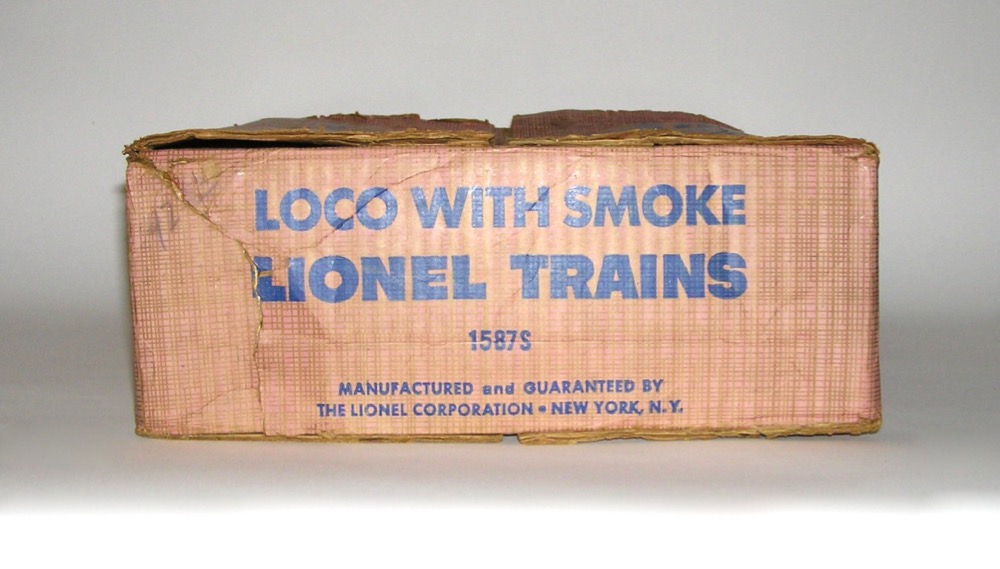 LOCO WITH SMOKE
LIONEL TRAINS
1587S
MANUFACTURED and GUARANTEED BY
THE LIONEL CORPORATION • NEW YORK, N.Y.